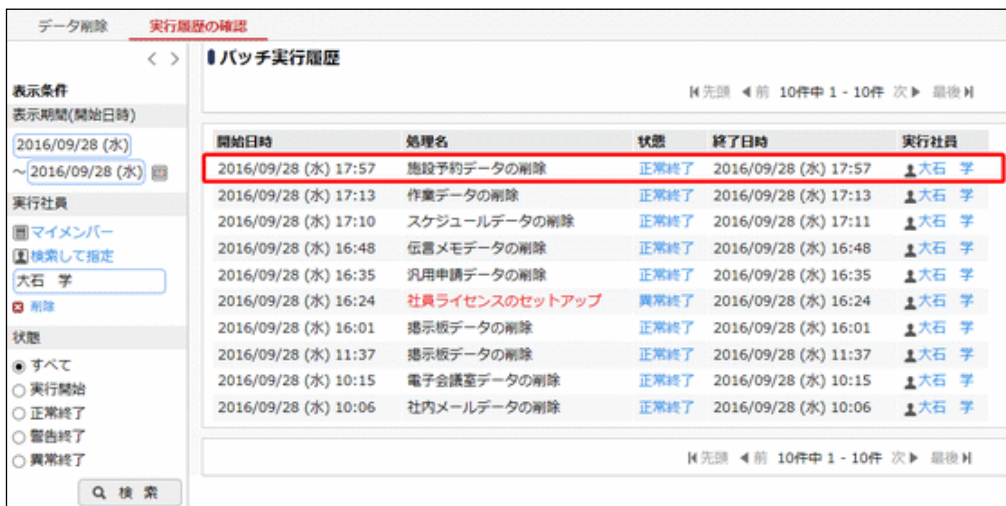 データ削除 実行履歴の確認
< >
表示条件
表示期間(開始日時)
2016/09/28 (水)
～ 2016/09/28 (水)
実行社員
マイメンバー
検索して指定
大石 学
削除
状態
すべて
実行開始
正常終了
警告終了
異常終了
検 索
バッチ実行履歴
先頭 前 10件中 1 - 10件 次 最後
開始日時 処理名 状態 終了日時 実行社員
2016/09/28 (水) 17:57 施設予約データの削除 正常終了 2016/09/28 (水) 17:57 大石 学
2016/09/28 (水) 17:13 作業データの削除 正常終了 2016/09/28 (水) 17:13 大石 学
2016/09/28 (水) 17:10 スケジュールデータの削除 正常終了 2016/09/28 (水) 17:11 大石 学
2016/09/28 (水) 16:48 伝言メモデータの削除 正常終了 2016/09/28 (水) 16:48 大石 学
2016/09/28 (水) 16:35 汎用申請データの削除 正常終了 2016/09/28 (水) 16:35 大石 学
2016/09/28 (水) 16:24 社員ライセンスのセットアップ 異常終了 2016/09/28 (水) 16:24 大石 学
2016/09/28 (水) 16:01 掲示板データの削除 正常終了 2016/09/28 (水) 16:01 大石 学
2016/09/28 (水) 11:37 掲示板データの削除 正常終了 2016/09/28 (水) 11:37 大石 学
2016/09/28 (水) 10:15 電子会議室データの削除 正常終了 2016/09/28 (水) 10:15 大石 学
2016/09/28 (水) 10:06 社内メールデータの削除 正常終了 2016/09/28 (水) 10:06 大石 学
先頭 前 10件中 1 - 10件 次 最後